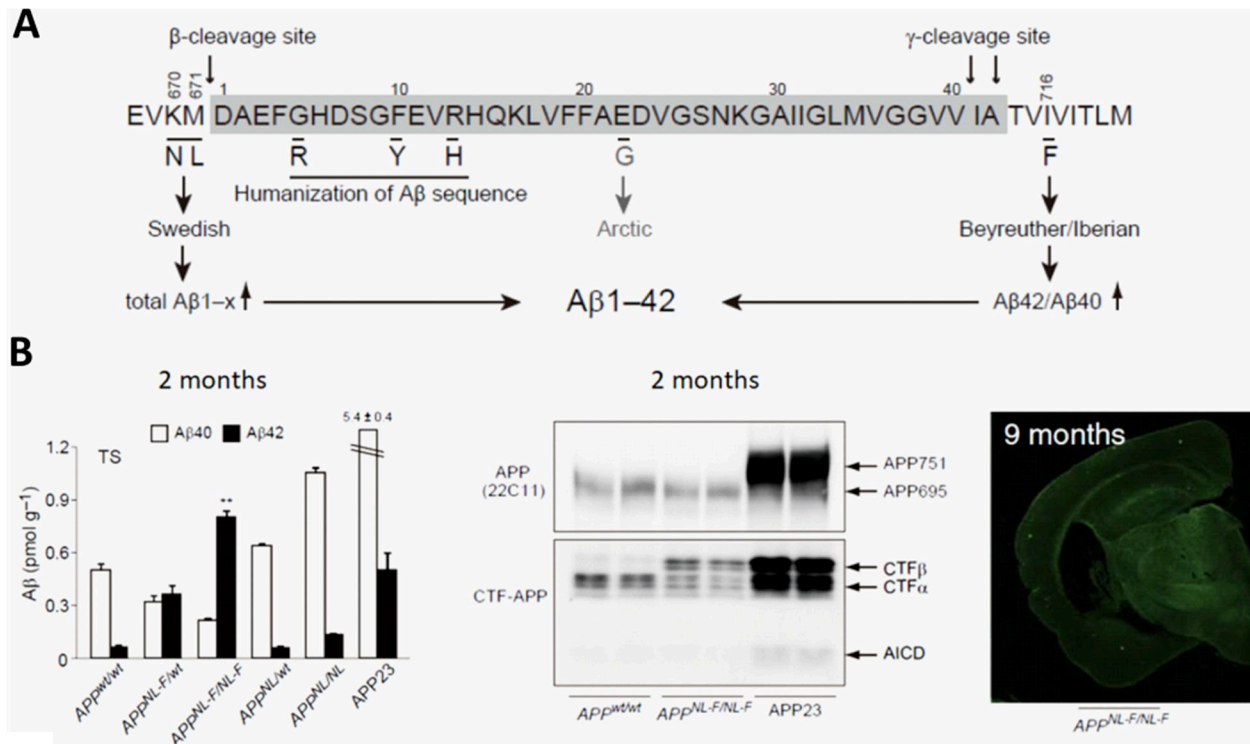 A
β-cleavage site
γ-cleavage site
670
671
1
10
20
30
40
716
EVKM DAEFGHDSGFEVRHQKLVFFAEDVGSNKGAIIGLMVGGVV IA TVIVITLM
N L R Y H G F
Humanization of Aβ sequence
Swedish
Arctic
Beyreuther/Iberian
total Aβ1–x
Aβ1–42
Aβ42/Aβ40
B
2 months
Aβ40 Aβ42
5.4 ± 0.4
TS
Aβ (pmol g⁻¹)
1.2
0.9
0.6
0.3
0
**
APPwt/wt
APPNL-F/wt
APPNL-F/NL-F
APPNL/wt
APPNL/NL
APP23
2 months
APP
(22C11)
APP751
APP695
CTF-APP
CTFβ
CTFα
AICD
APPwt/wt
APPNL-F/NL-F
APP23
9 months
APPNL-F/NL-F